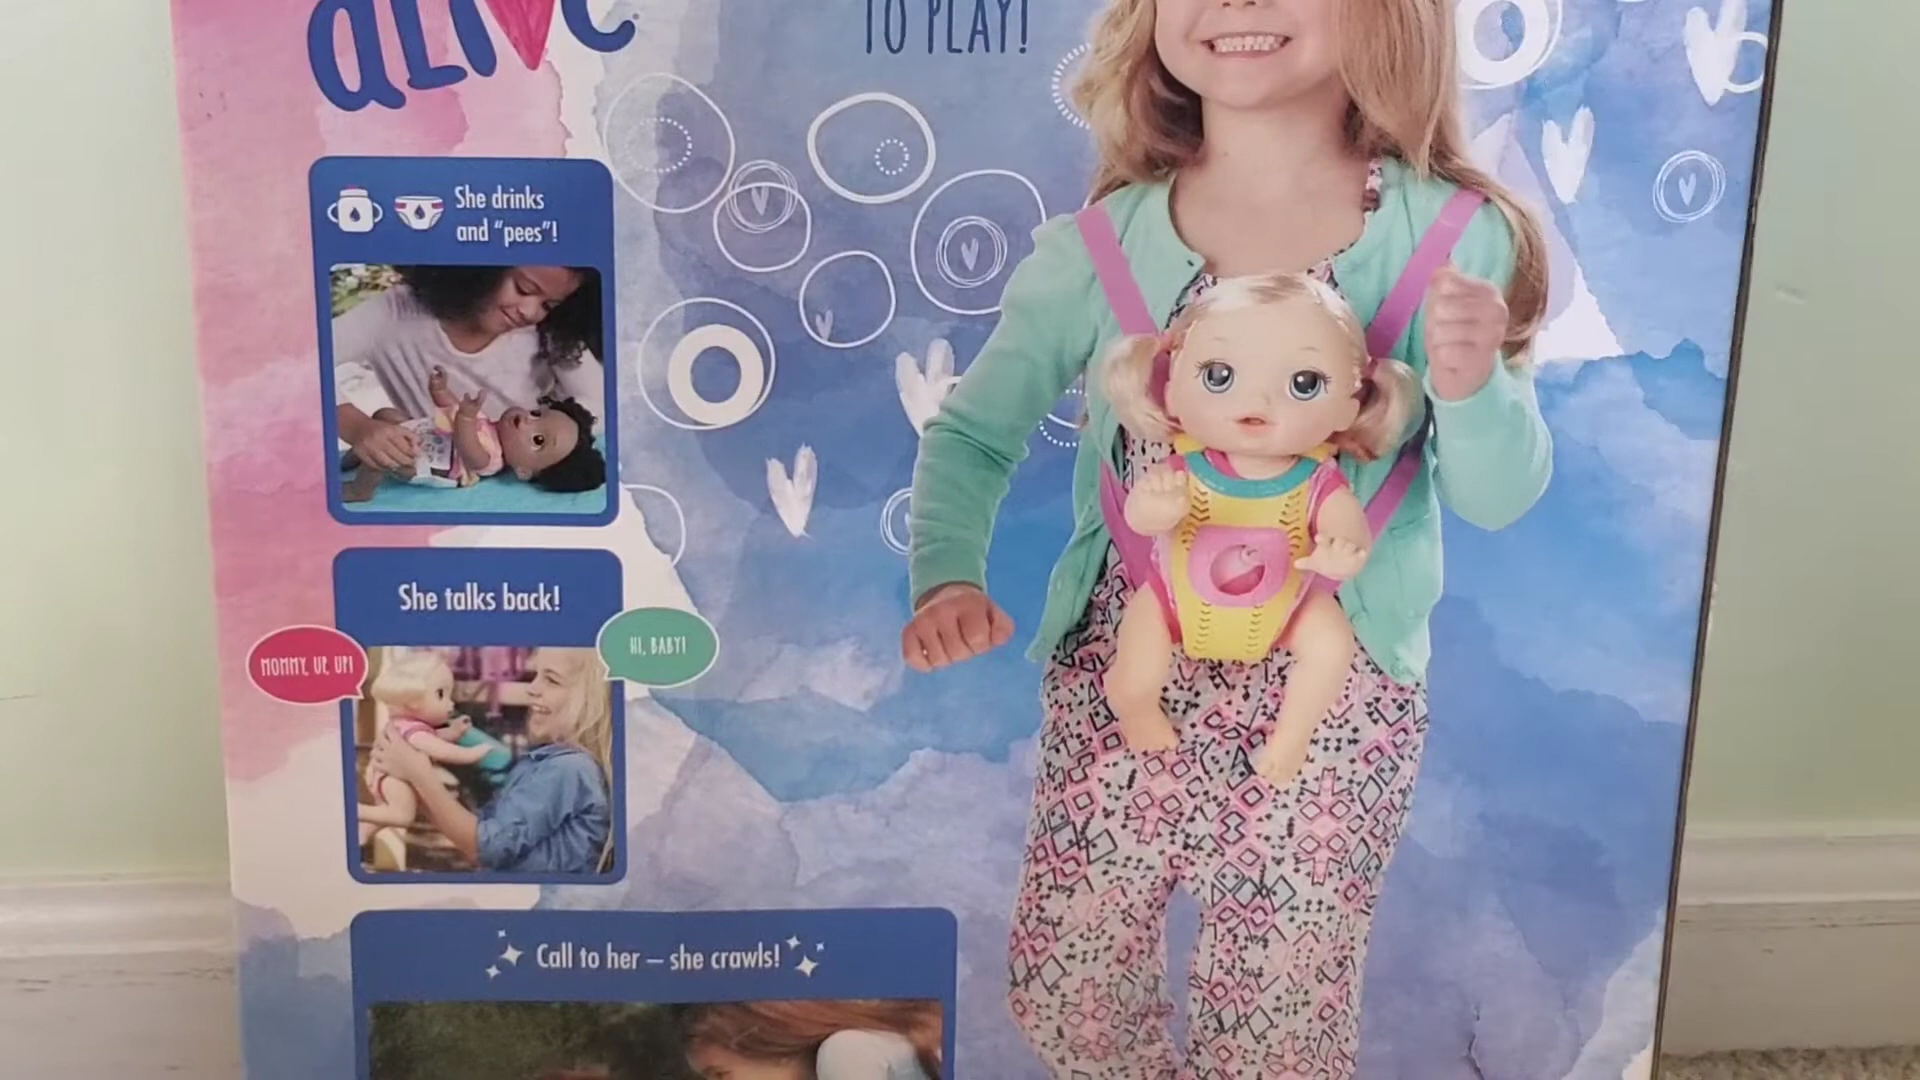 aLiVe
TO PLAY!
She drinks
and "pees"!
She talks back!
MOMMY, UP, UP!
HI, BABY!
Call to her – she crawls!